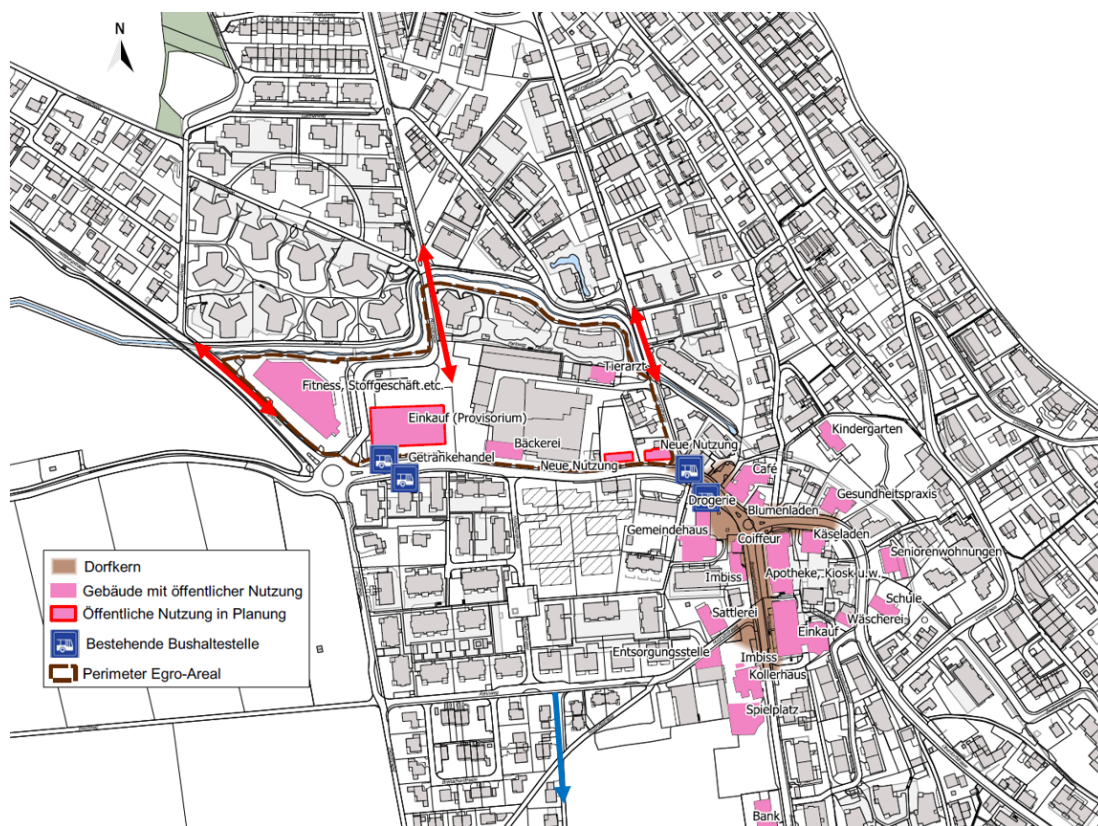 N
Tierarzt
Fitness, Stoffgeschäft.etc.
Einkauf (Provisorium)
Kindergarten
Bäckerei
Neue Nutzung
Getränkehandel
Neue Nutzung
Café
Gesundheitspraxis
Drogerie
Blumenladen
Gemeindehaus
Coiffeur
Käseladen
Seniorenwohnungen
Imbiss
Apotheke, Kiosk u.w.
Schule
Sattlerei
Wäscherei
Einkauf
Entsorgungsstelle
Imbiss
Kollerhaus
Spielplatz
Bank
Dorfkern
Gebäude mit öffentlicher Nutzung
Öffentliche Nutzung in Planung
Bestehende Bushaltestelle
Perimeter Egro-Areal